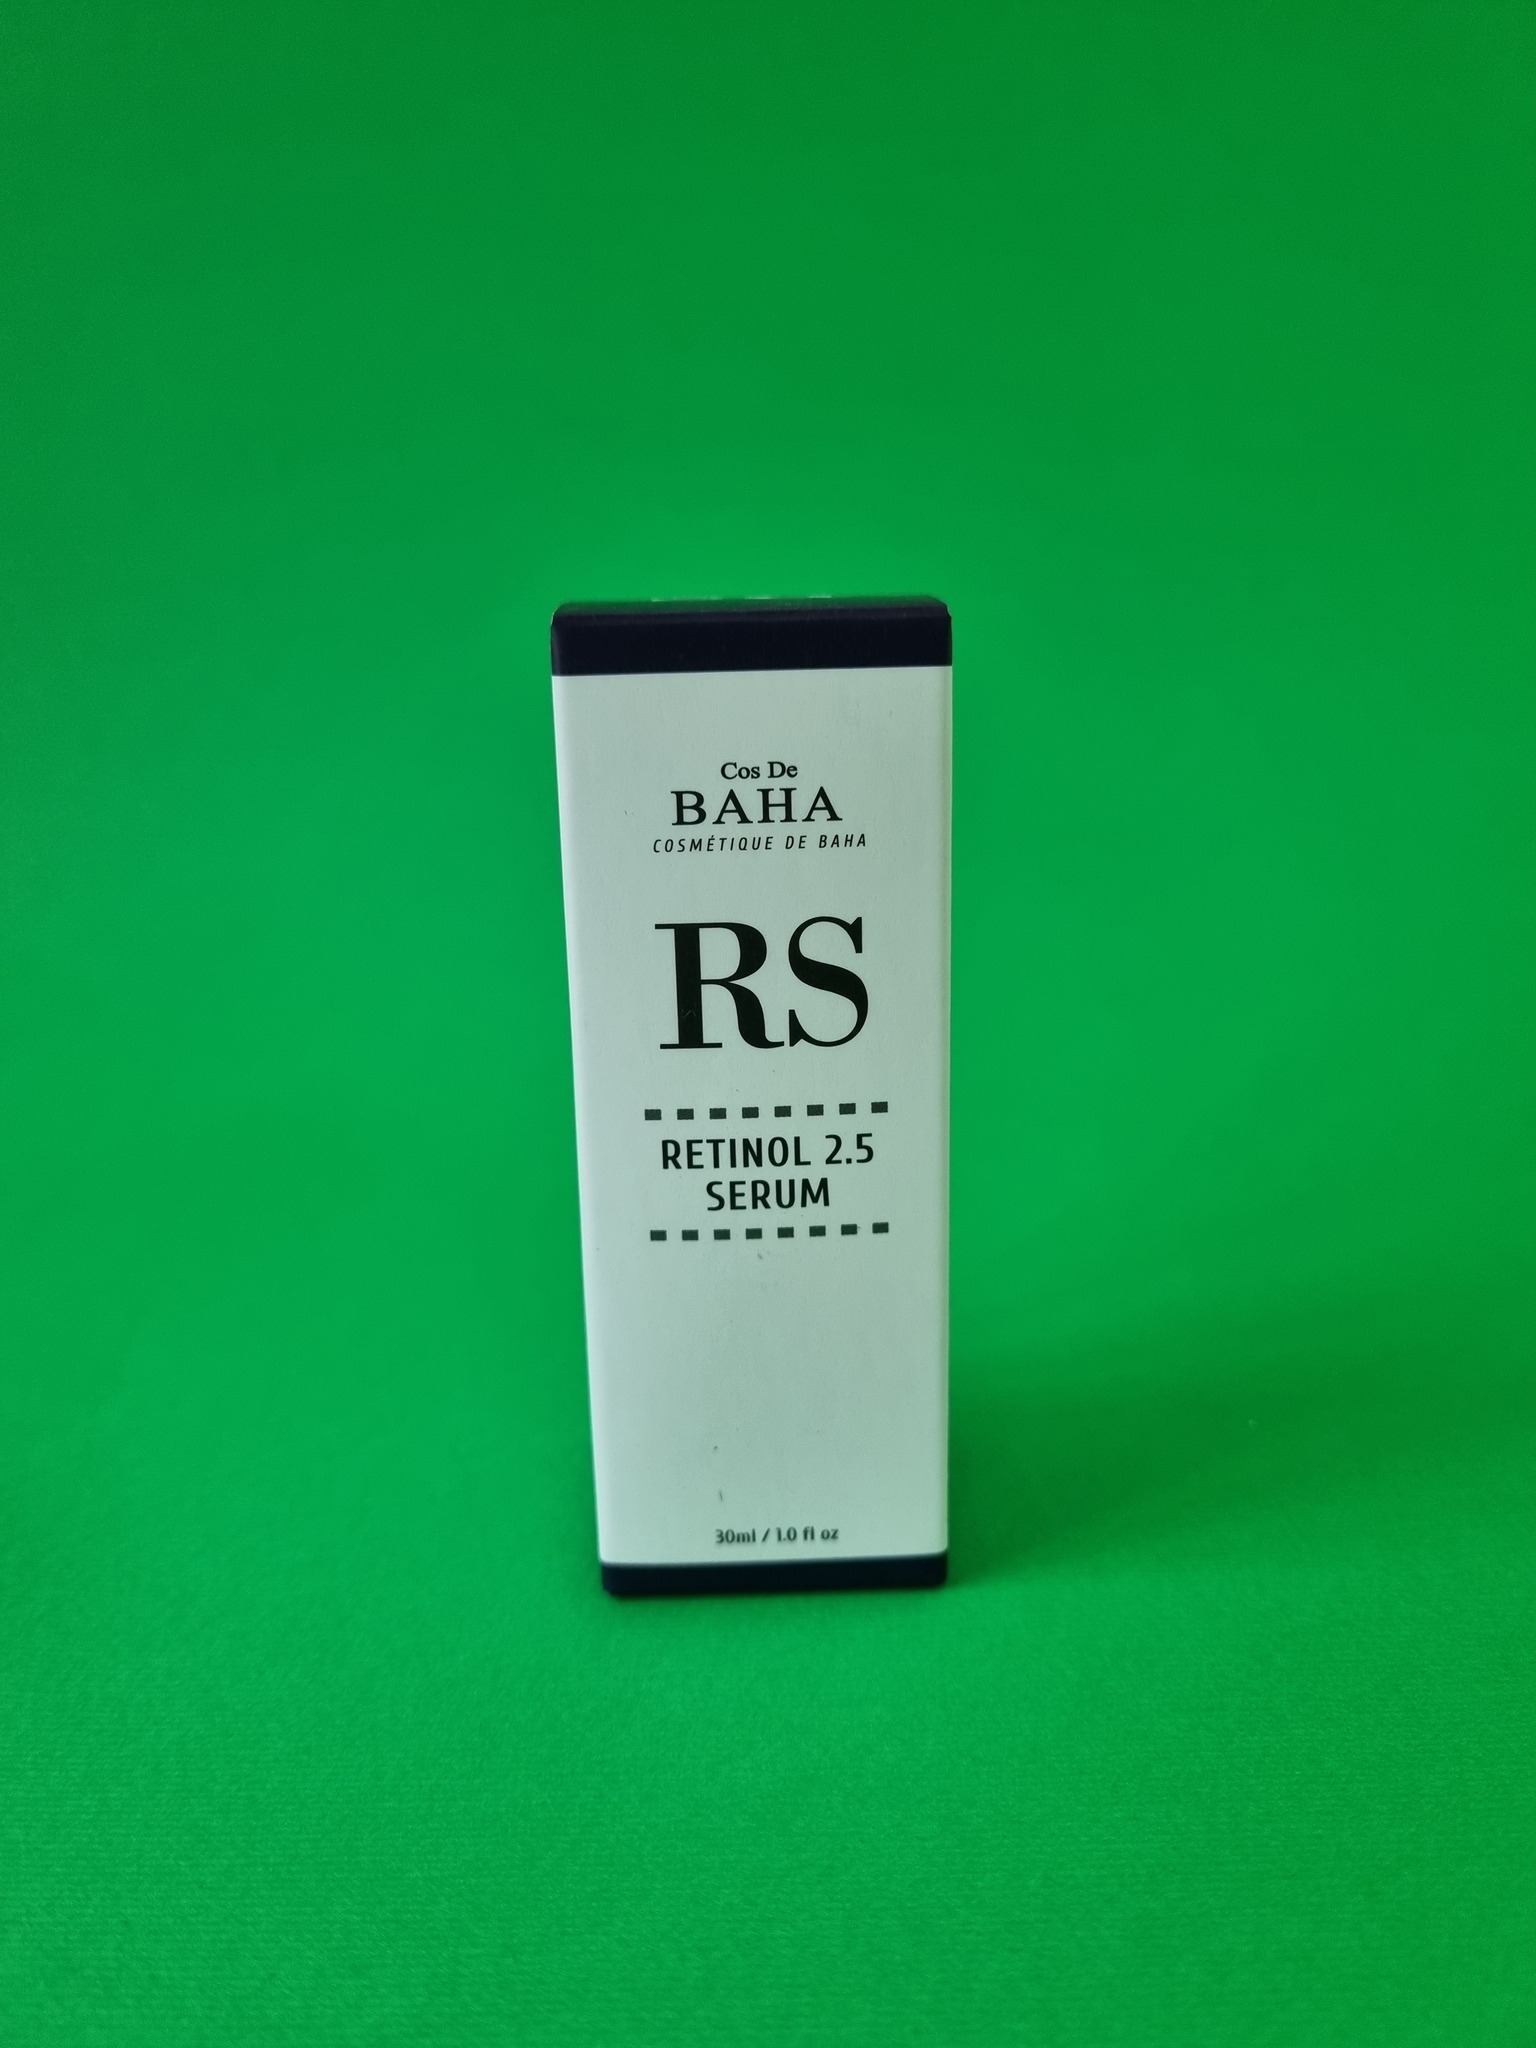 Cos De
BAHA
COSMÉTIQUE DE BAHA
RS
RETINOL 2.5
SERUM
30ml / 1.0 fl oz